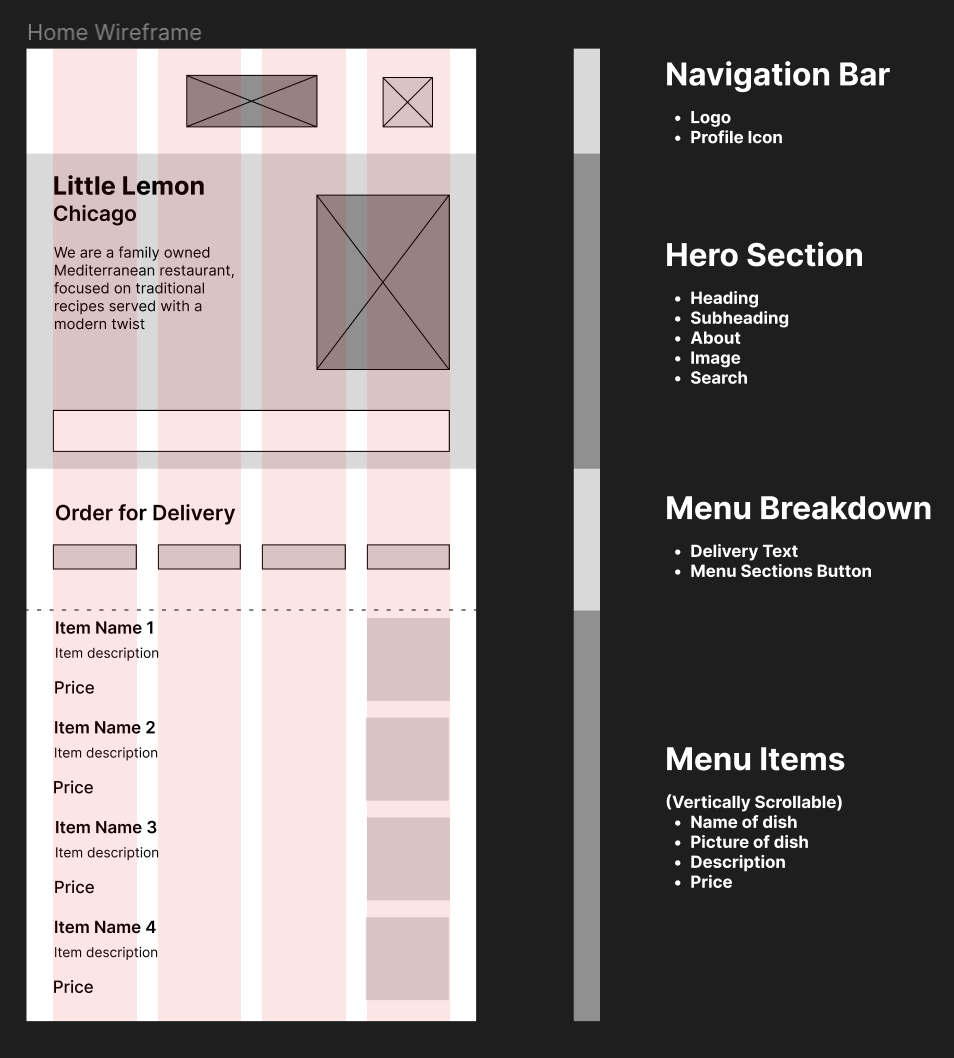 Home Wireframe
Little Lemon
Chicago
We are a family owned
Mediterranean restaurant,
focused on traditional
recipes served with a
modern twist
Order for Delivery
Item Name 1
Item description
Price
Item Name 2
Item description
Price
Item Name 3
Item description
Price
Item Name 4
Item description
Price
Navigation Bar
• Logo
• Profile Icon
Hero Section
• Heading
• Subheading
• About
• Image
• Search
Menu Breakdown
• Delivery Text
• Menu Sections Button
Menu Items
(Vertically Scrollable)
• Name of dish
• Picture of dish
• Description
• Price